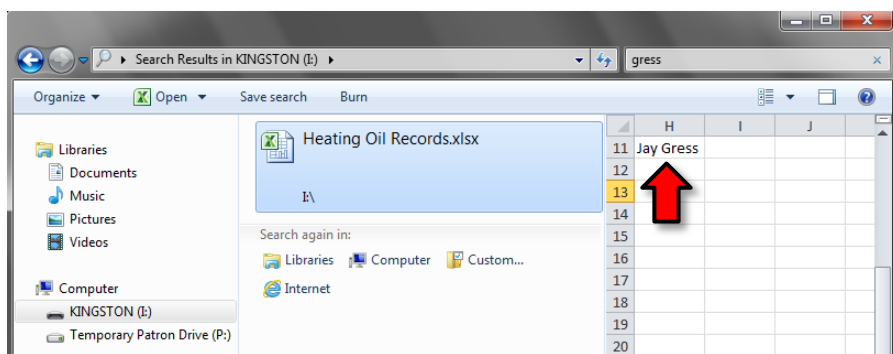 Search Results in KINGSTON (I:)
gress
Organize
Open
Save search
Burn
Libraries
Documents
Music
Pictures
Videos
Computer
KINGSTON (I:)
Temporary Patron Drive (P:)
Heating Oil Records.xlsx
I:\
Search again in:
Libraries Computer Custom...
Internet
H I J
11 Jay Gress
12
13
14
15
16
17
18
19
20